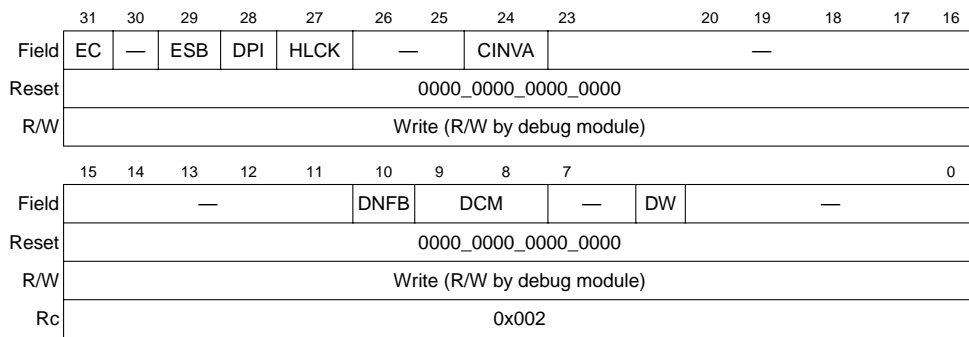 31 30 29 28 27 26 25 24 23 20 19 18 17 16
Field EC — ESB DPI HLCK — CINVA —
Reset 0000_0000_0000_0000
R/W Write (R/W by debug module)
15 14 13 12 11 10 9 8 7 0
Field — DNFB DCM — DW —
Reset 0000_0000_0000_0000
R/W Write (R/W by debug module)
Rc 0x002